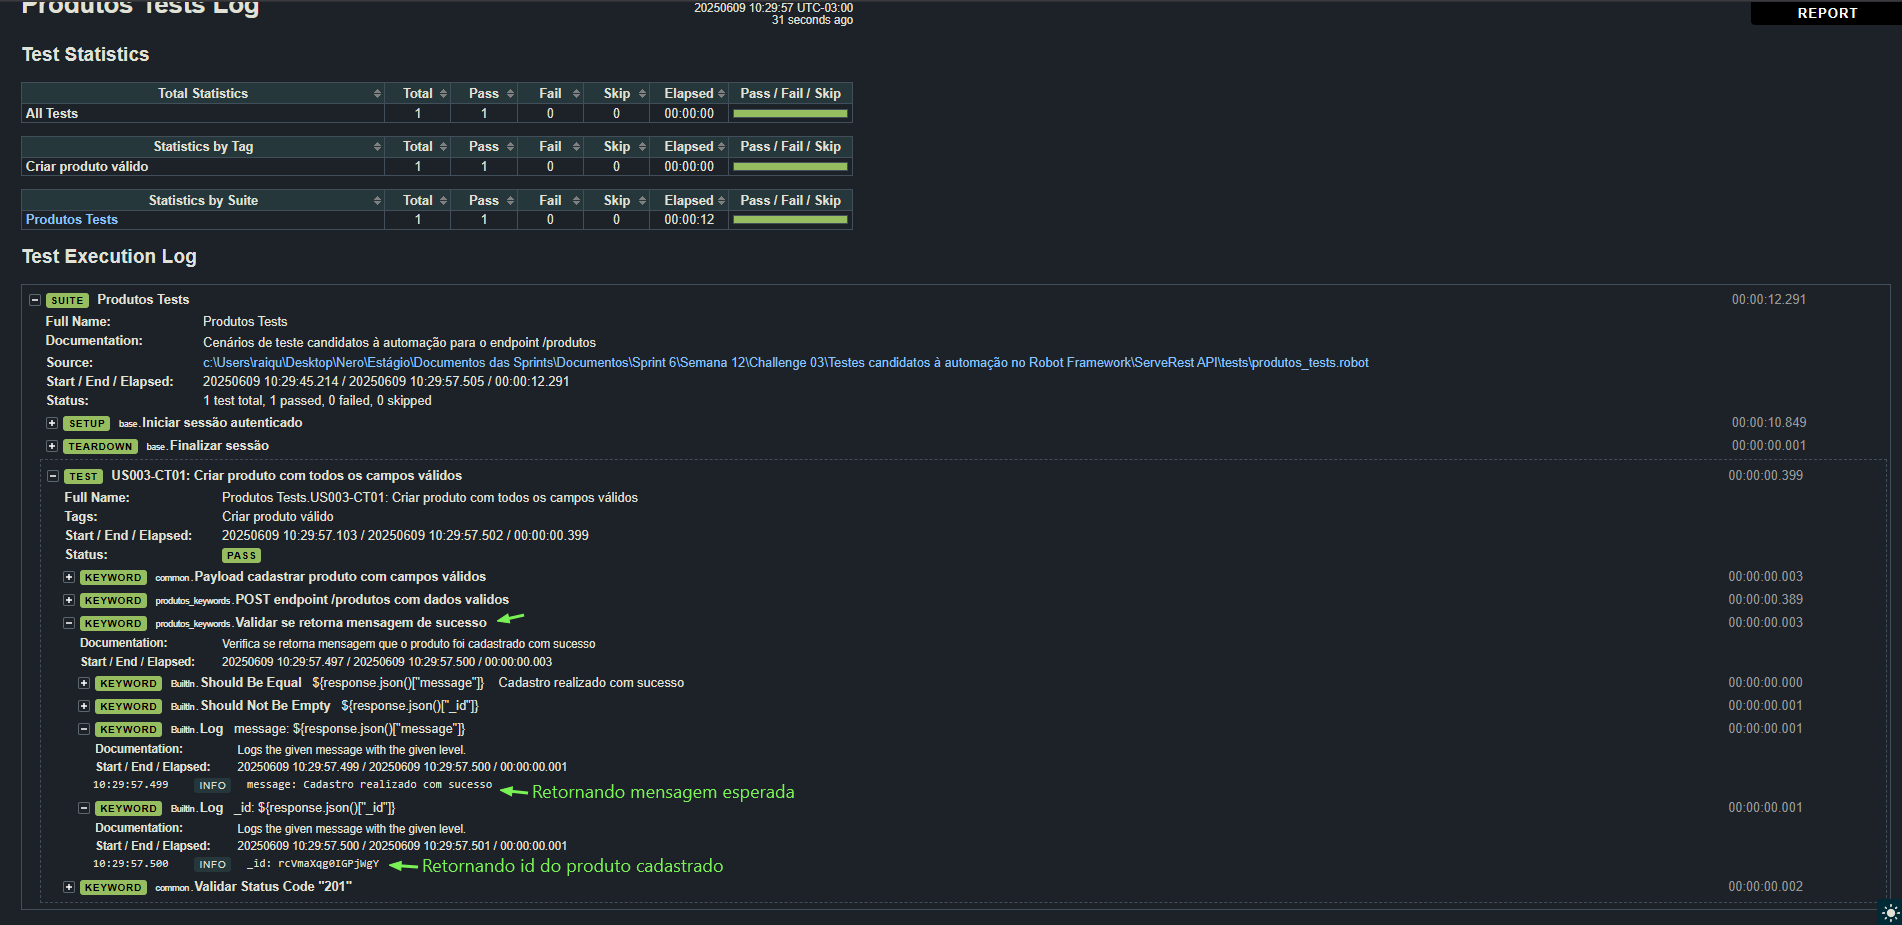 Produtos Tests Log
20250609 10:29:57 UTC-03:00
31 seconds ago
REPORT
Test Statistics
Total Statistics Total Pass Fail Skip Elapsed Pass / Fail / Skip
All Tests 1 1 0 0 00:00:00
Statistics by Tag Total Pass Fail Skip Elapsed Pass / Fail / Skip
Criar produto válido 1 1 0 0 00:00:00
Statistics by Suite Total Pass Fail Skip Elapsed Pass / Fail / Skip
Produtos Tests 1 1 0 0 00:00:12
Test Execution Log
SUITE Produtos Tests 00:00:12.291
Full Name: Produtos Tests
Documentation: Cenários de teste candidatos à automação para o endpoint /produtos
Source: c:\Users\raiqu\Desktop\Nero\Estágio\Documentos das Sprints\Documentos\Sprint 6\Semana 12\Challenge 03\Testes candidatos à automação no Robot Framework\ServeRest API\tests\produtos_tests.robot
Start / End / Elapsed: 20250609 10:29:45.214 / 20250609 10:29:57.505 / 00:00:12.291
Status: 1 test total, 1 passed, 0 failed, 0 skipped
SETUP base.Iniciar sessão autenticado 00:00:10.849
TEARDOWN base.Finalizar sessão 00:00:00.001
TEST US003-CT01: Criar produto com todos os campos válidos 00:00:00.399
Full Name: Produtos Tests.US003-CT01: Criar produto com todos os campos válidos
Tags: Criar produto válido
Start / End / Elapsed: 20250609 10:29:57.103 / 20250609 10:29:57.502 / 00:00:00.399
Status: PASS
KEYWORD common.Payload cadastrar produto com campos válidos 00:00:00.003
KEYWORD produtos_keywords.POST endpoint /produtos com dados validos 00:00:00.389
KEYWORD produtos_keywords.Validar se retorna mensagem de sucesso 00:00:00.003
Documentation: Verifica se retorna mensagem que o produto foi cadastrado com sucesso
Start / End / Elapsed: 20250609 10:29:57.497 / 20250609 10:29:57.500 / 00:00:00.003
KEYWORD BuiltIn.Should Be Equal ${response.json()["message"]} Cadastro realizado com sucesso 00:00:00.000
KEYWORD BuiltIn.Should Not Be Empty ${response.json()["_id"]} 00:00:00.001
KEYWORD BuiltIn.Log message: ${response.json()["message"]} 00:00:00.001
Documentation: Logs the given message with the given level.
Start / End / Elapsed: 20250609 10:29:57.499 / 20250609 10:29:57.500 / 00:00:00.001
10:29:57.499 INFO message: Cadastro realizado com sucesso Retornando mensagem esperada
KEYWORD BuiltIn.Log _id: ${response.json()["_id"]} 00:00:00.001
Documentation: Logs the given message with the given level.
Start / End / Elapsed: 20250609 10:29:57.500 / 20250609 10:29:57.501 / 00:00:00.001
10:29:57.500 INFO _id: rcVmaXqg0IGPjWgY Retornando id do produto cadastrado
KEYWORD common.Validar Status Code "201" 00:00:00.002